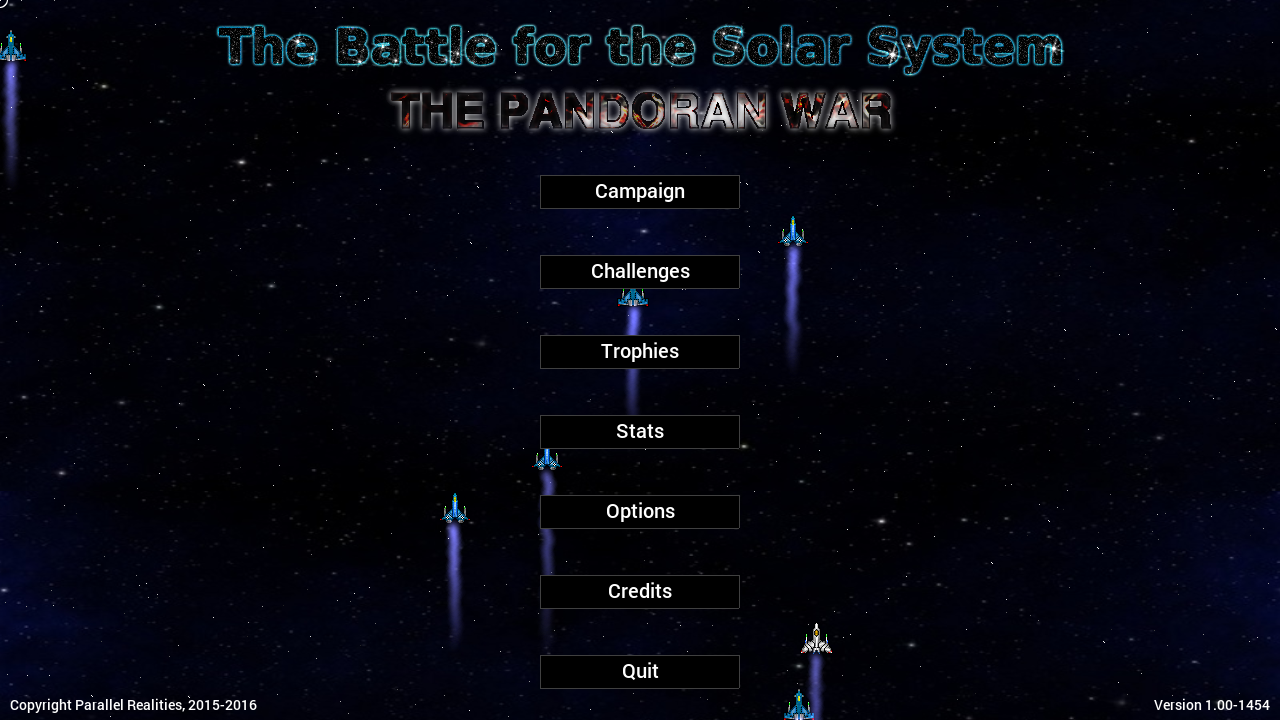 The Battle for the Solar System
THE PANDORAN WAR
Campaign
Challenges
Trophies
Stats
Options
Credits
Quit
Copyright Parallel Realities, 2015-2016
Version 1.00-1454